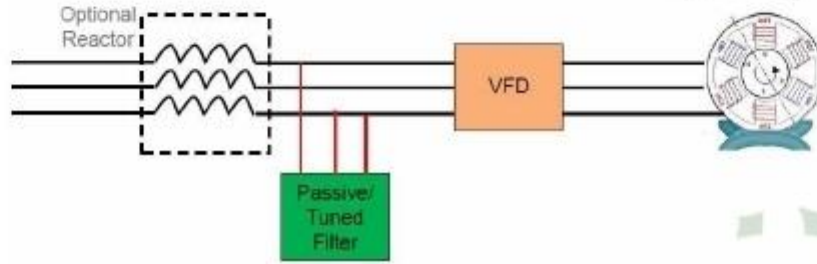 Optional
Reactor
VFD
Passive/
Tuned
Filter